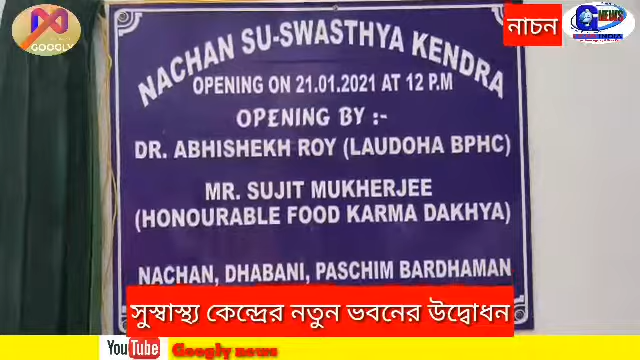 GOOGLY
নাচন
NEWS
INDIA
NACHAN SU-SWASTHYA KENDRA
OPENING ON 21.01.2021 AT 12 P.M
OPENING BY :-
DR. ABHISHEKH ROY (LAUDOHA BPHC)
MR. SUJIT MUKHERJEE
(HONOURABLE FOOD KARMA DAKHYA)
NACHAN, DHABANI, PASCHIM BARDHAMAN
সুস্বাস্থ্য কেন্দ্রের নতুন ভবনের উদ্বোধন
YouTube Googly news